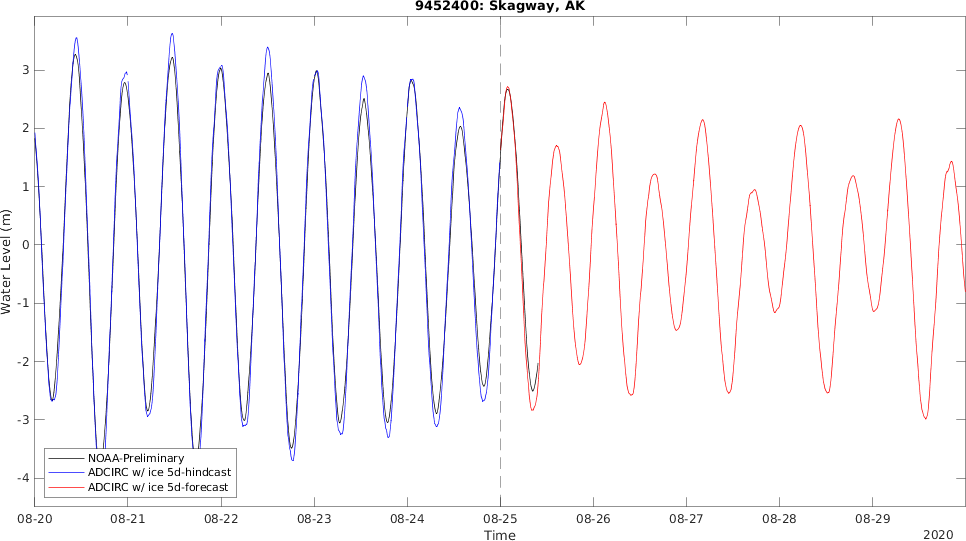 9452400: Skagway, AK
Water Level (m)
3
2
1
0
-1
-2
-3
-4
NOAA-Preliminary
ADCIRC w/ ice 5d-hindcast
ADCIRC w/ ice 5d-forecast
08-20 08-21 08-22 08-23 08-24 08-25 08-26 08-27 08-28 08-29
Time
2020